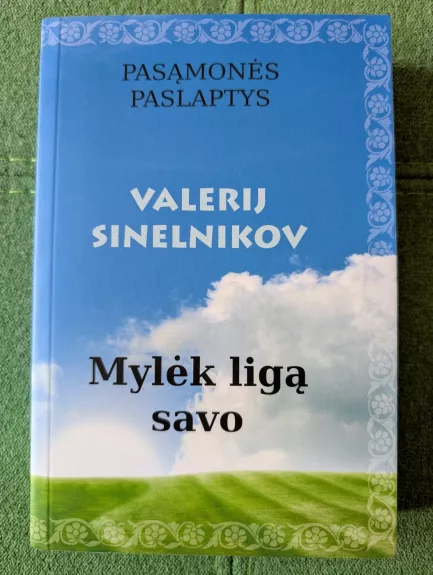 PASĄMONĖS
PASLAPTYS
VALERIJ
SINELNIKOV
Mylėk ligą
savo